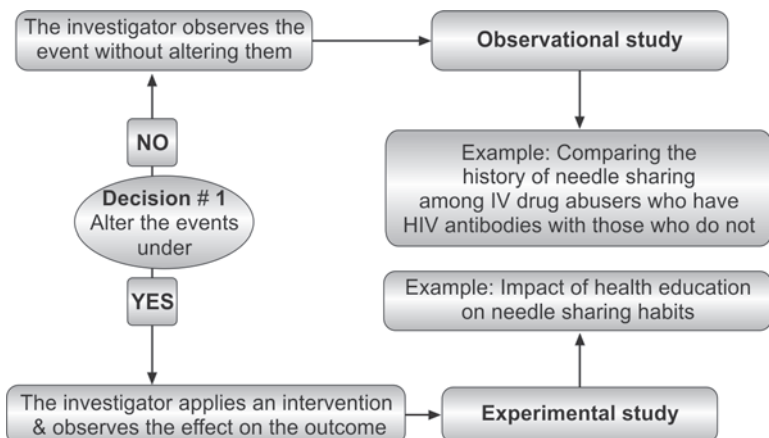 The investigator observes the
event without altering them
Observational study
NO
Example: Comparing the
history of needle sharing
among IV drug abusers who have
HIV antibodies with those who do not
Decision # 1
Alter the events
under
YES
Example: Impact of health education
on needle sharing habits
The investigator applies an intervention
& observes the effect on the outcome
Experimental study